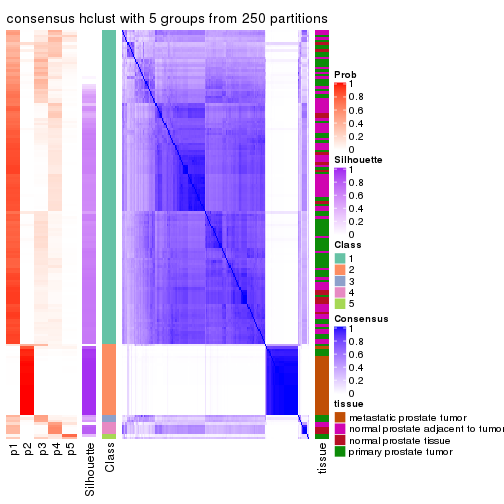 consensus hclust with 5 groups from 250 partitions
Prob
1
0.8
0.6
0.4
0.2
0
Silhouette
1
0.8
0.6
0.4
0.2
0
Class
1
2
3
4
5
Consensus
1
0.8
0.6
0.4
0.2
0
tissue
metastatic prostate tumor
normal prostate adjacent to tumor
normal prostate tissue
primary prostate tumor
p1
p2
p3
p4
p5
Silhouette
Class
tissue